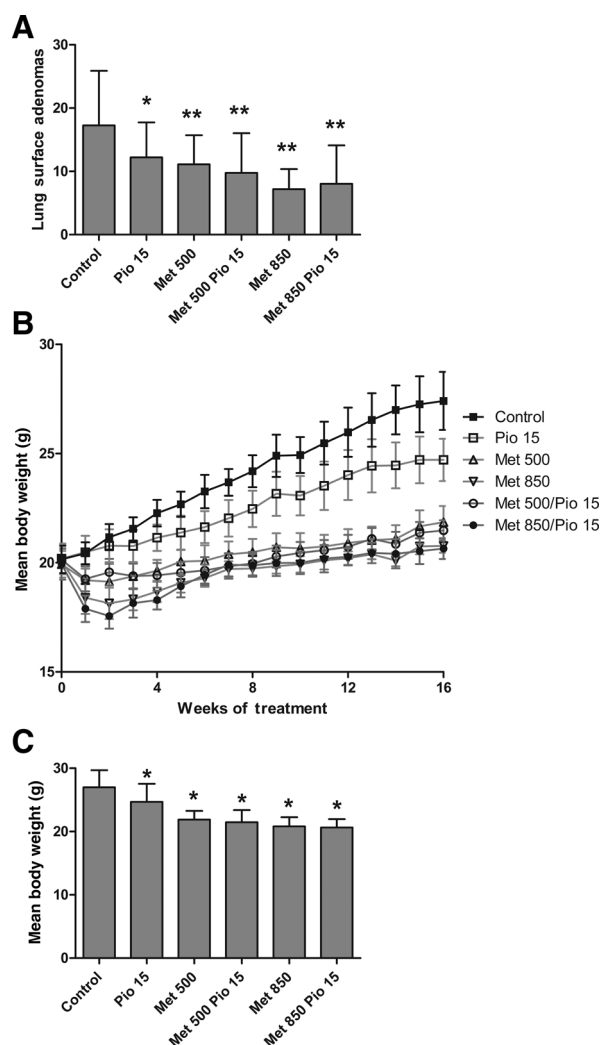 A
30
20
10
0
Lung surface adenomas
*
**
**
**
**
Control
Pio 15
Met 500
Met 500 Pio 15
Met 850
Met 850 Pio 15
B
30
25
20
15
Mean body weight (g)
0 4 8 12 16
Weeks of treatment
Control
Pio 15
Met 500
Met 850
Met 500/Pio 15
Met 850/Pio 15
C
30
20
10
0
Mean body weight (g)
*
*
*
*
*
Control
Pio 15
Met 500
Met 500 Pio 15
Met 850
Met 850 Pio 15